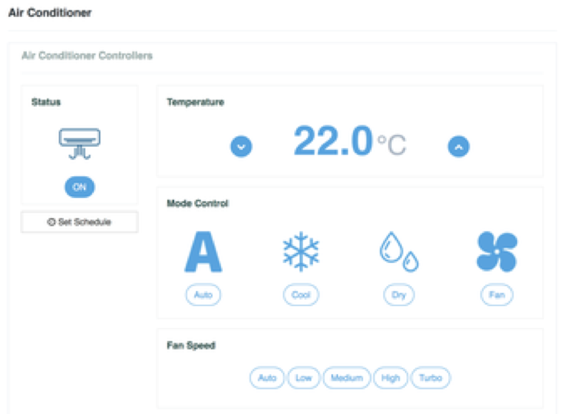 Air Conditioner
Air Conditioner Controllers
Status
ON
Set Schedule
Temperature
22.0°C
Mode Control
A
Auto Cool Dry Fan
Fan Speed
Auto Low Medium High Turbo